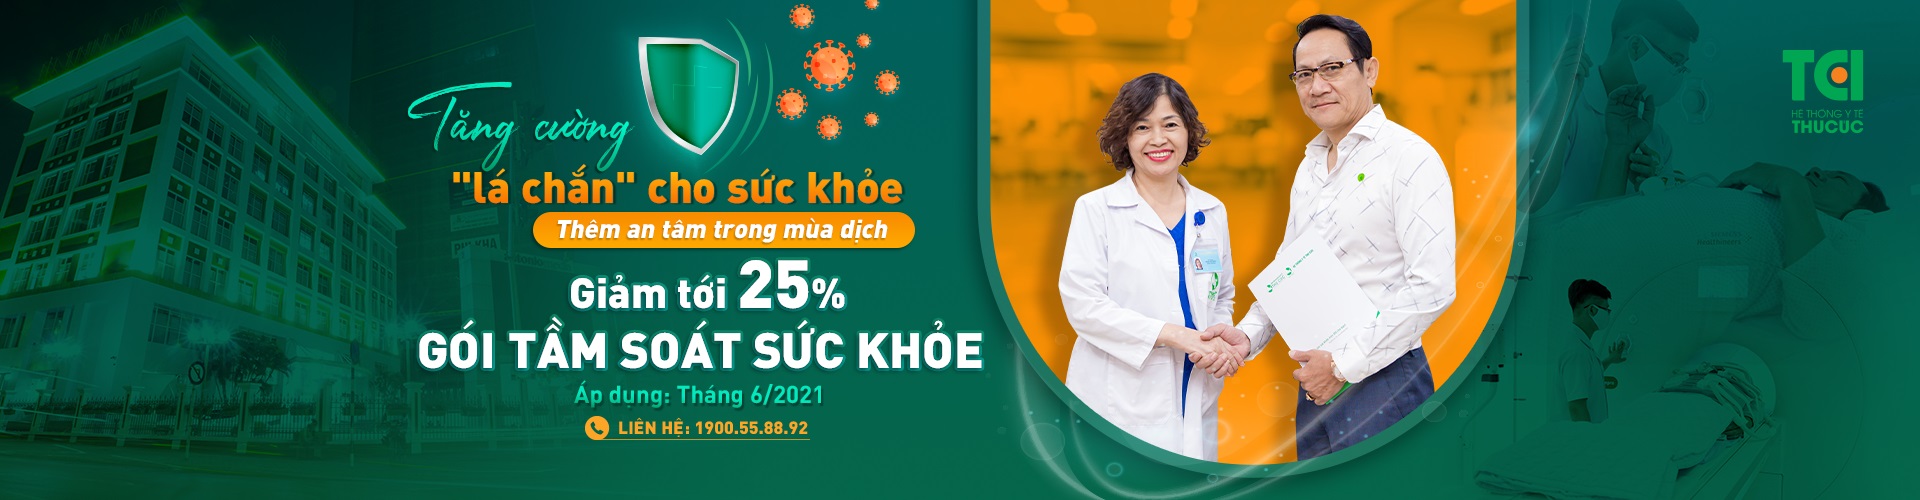 Tăng cường
"lá chắn" cho sức khỏe
Thêm an tâm trong mùa dịch
Giảm tới 25%
GÓI TẦM SOÁT SỨC KHỎE
Áp dụng: Tháng 6/2021
LIÊN HỆ: 1900.55.88.92
TCI
HỆ THỐNG Y TẾ
THUCUC